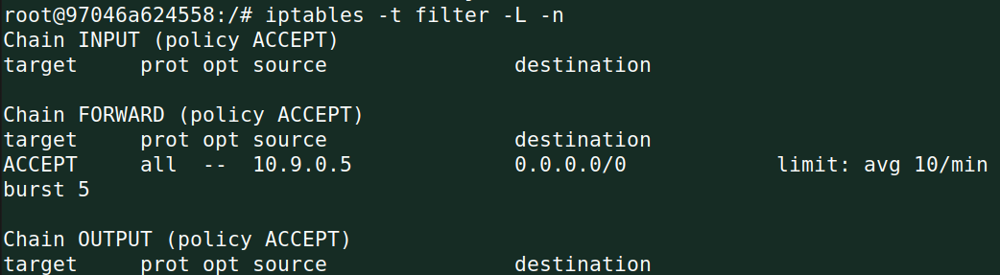 root@97046a624558:/# iptables -t filter -L -n
Chain INPUT (policy ACCEPT)
target     prot opt source               destination

Chain FORWARD (policy ACCEPT)
target     prot opt source               destination
ACCEPT     all  --  10.9.0.5             0.0.0.0/0            limit: avg 10/min
burst 5

Chain OUTPUT (policy ACCEPT)
target     prot opt source               destination